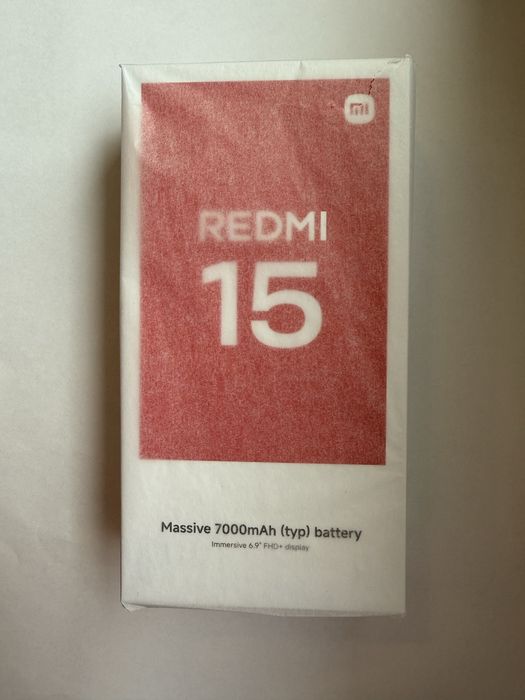 mi
REDMI
15
Massive 7000mAh (typ) battery
Immersive 6.9" FHD+ display